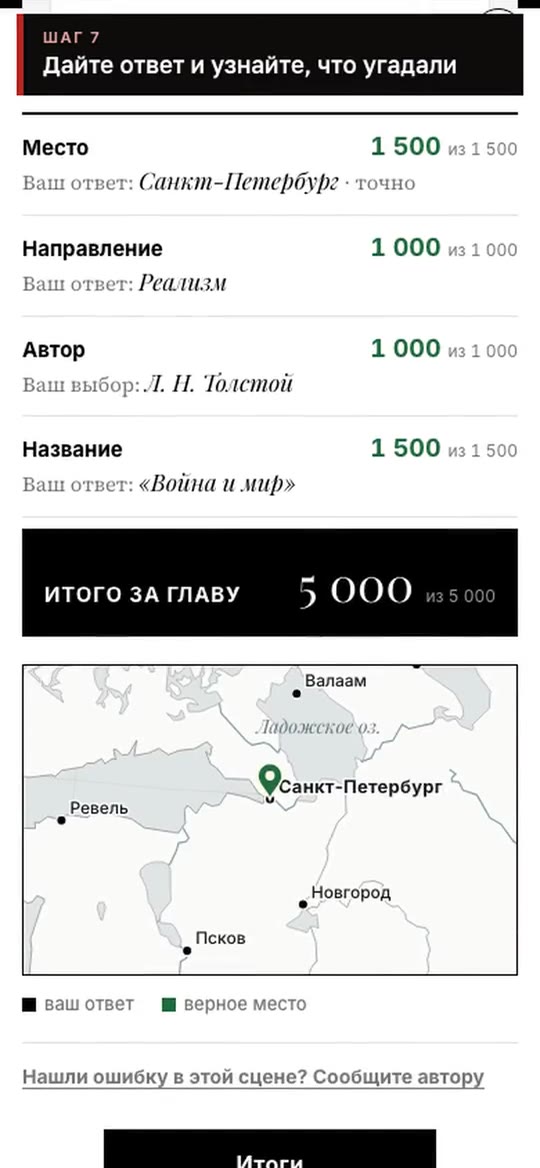 ШАГ 7
Дайте ответ и узнайте, что угадали
Место 1 500 из 1 500
Ваш ответ: Санкт-Петербург · точно
Направление 1 000 из 1 000
Ваш ответ: Реализм
Автор 1 000 из 1 000
Ваш выбор: Л. Н. Толстой
Название 1 500 из 1 500
Ваш ответ: «Война и мир»
ИТОГО ЗА ГЛАВУ 5 000 из 5 000
Валаам
Ладожское оз.
Санкт-Петербург
Ревель
Новгород
Псков
ваш ответ верное место
Нашли ошибку в этой сцене? Сообщите автору
Итоги